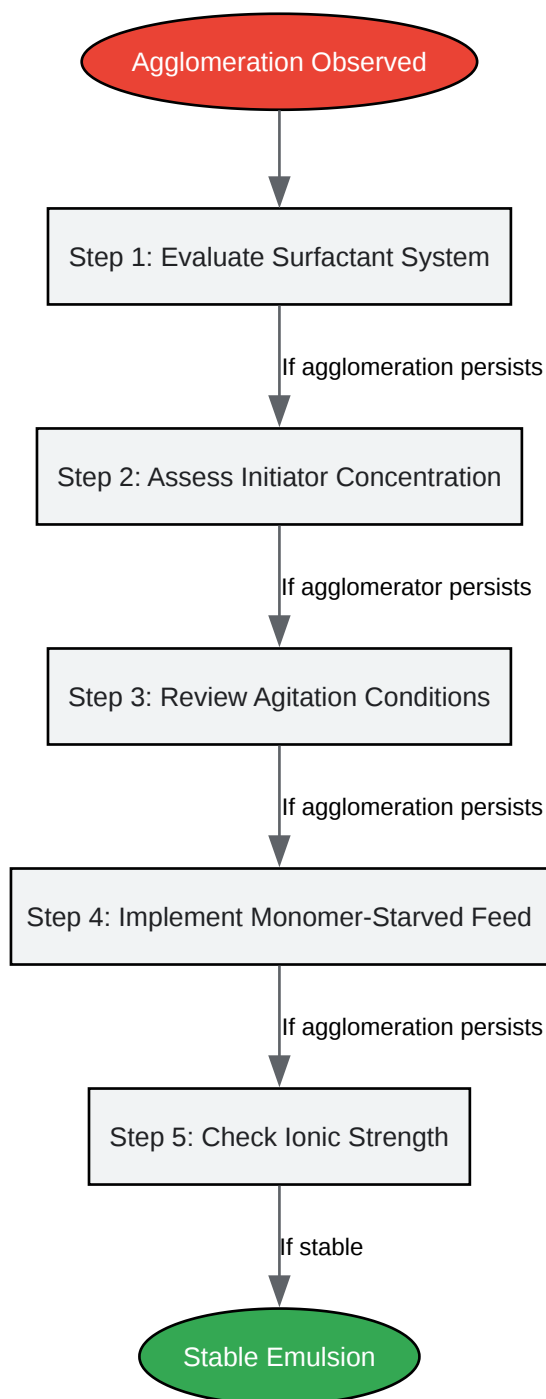 Agglomeration Observed
Step 1: Evaluate Surfactant System
If agglomeration persists
Step 2: Assess Initiator Concentration
If agglomerator persists
Step 3: Review Agitation Conditions
If agglomeration persists
Step 4: Implement Monomer-Starved Feed
If agglomeration persists
Step 5: Check Ionic Strength
If stable
Stable Emulsion